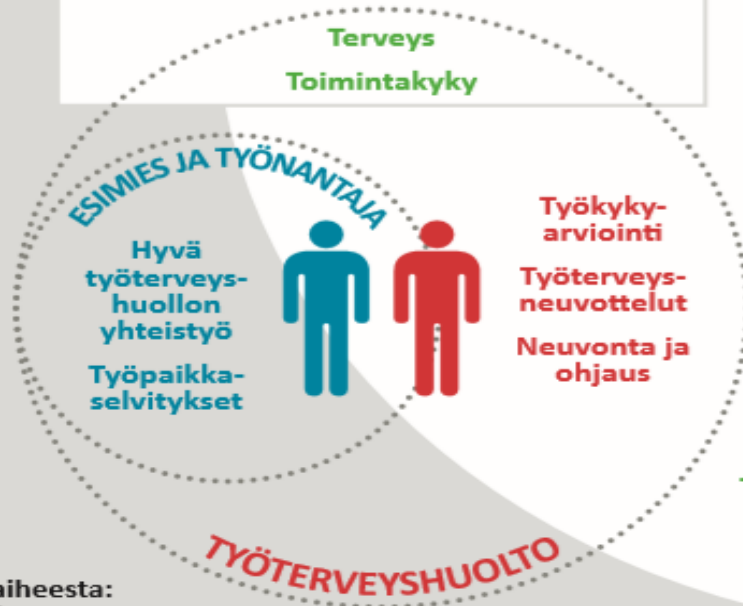 Terveys
Toimintakyky
ESIMIES JA TYÖNANTAJA
Hyvä
työterveys-
huollon
yhteistyö
Työpaikka-
selvitykset
Työkyky-
arviointi
Työterveys-
neuvottelut
Neuvonta ja
ohjaus
TYÖTERVEYSHUOLTO
aiheesta: